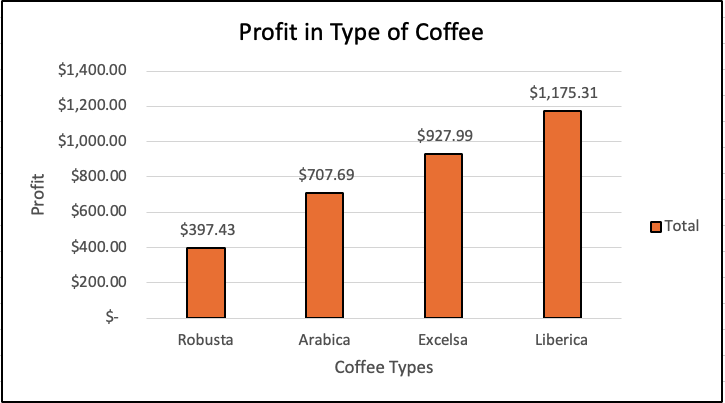 Profit in Type of Coffee
$1,400.00
$1,200.00
$1,000.00
$800.00
$600.00
$400.00
$200.00
$-
Profit
$397.43
$707.69
$927.99
$1,175.31
Robusta
Arabica
Excelsa
Liberica
Coffee Types
Total